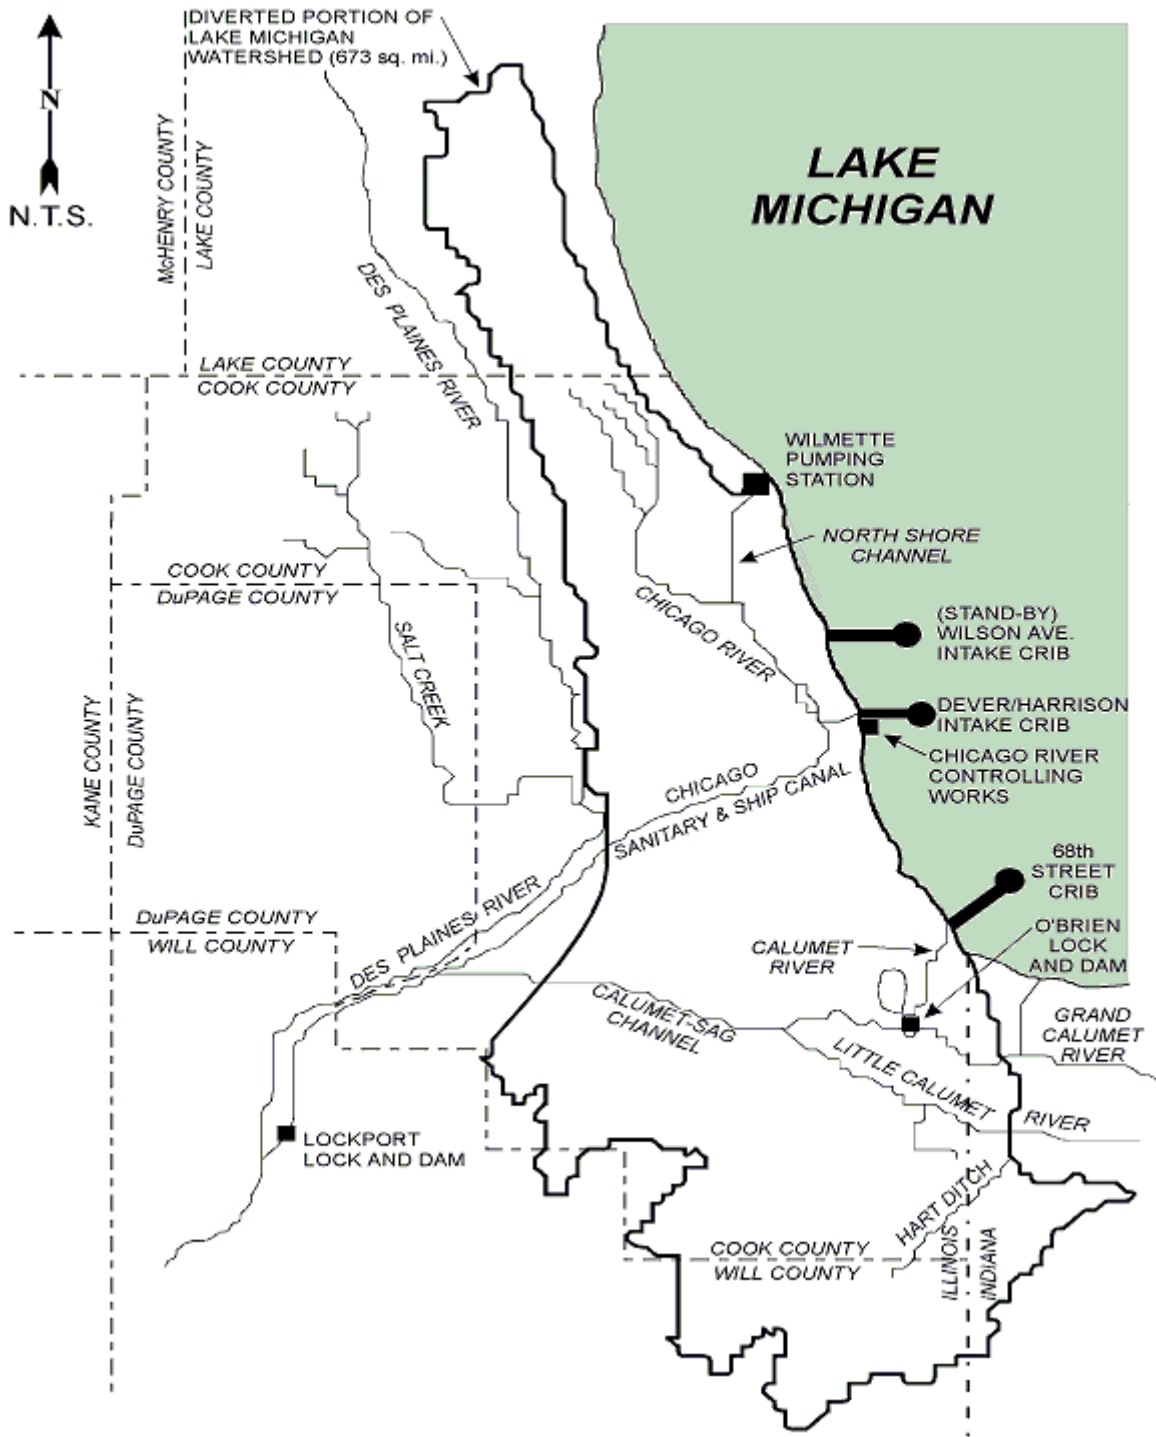 DIVERTED PORTION OF
LAKE MICHIGAN
WATERSHED (673 sq. mi.)
N
N.T.S.
McHENRY COUNTY
LAKE COUNTY
LAKE
MICHIGAN
DES PLAINES RIVER
LAKE COUNTY
COOK COUNTY
WILMETTE
PUMPING
STATION
NORTH SHORE
CHANNEL
COOK COUNTY
DuPAGE COUNTY
CHICAGO RIVER
(STAND-BY)
WILSON AVE.
INTAKE CRIB
SALT CREEK
KANE COUNTY
DuPAGE COUNTY
DEVER/HARRISON
INTAKE CRIB
CHICAGO RIVER
CONTROLLING
WORKS
CHICAGO
SANITARY & SHIP CANAL
68th
STREET
CRIB
DES PLAINES RIVER
DuPAGE COUNTY
WILL COUNTY
CALUMET
RIVER
O'BRIEN
LOCK
AND DAM
CALUMET-SAG
CHANNEL
GRAND
CALUMET
RIVER
LITTLE CALUMET
RIVER
LOCKPORT
LOCK AND DAM
HART DITCH
COOK COUNTY
WILL COUNTY
ILLINOIS
INDIANA